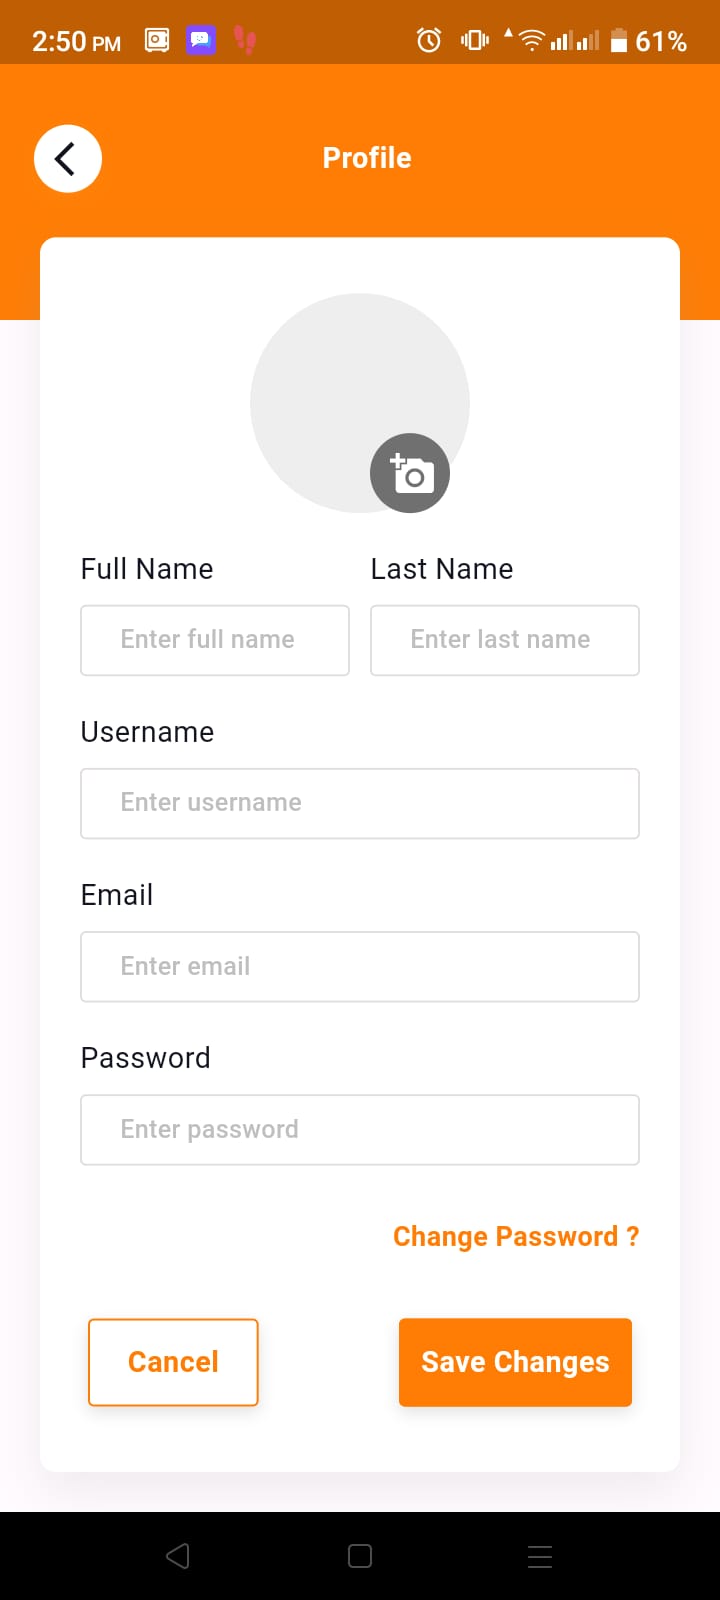 2:50 PM 61%
Profile
Full Name Last Name
Enter full name Enter last name
Username
Enter username
Email
Enter email
Password
Enter password
Change Password ?
Cancel Save Changes